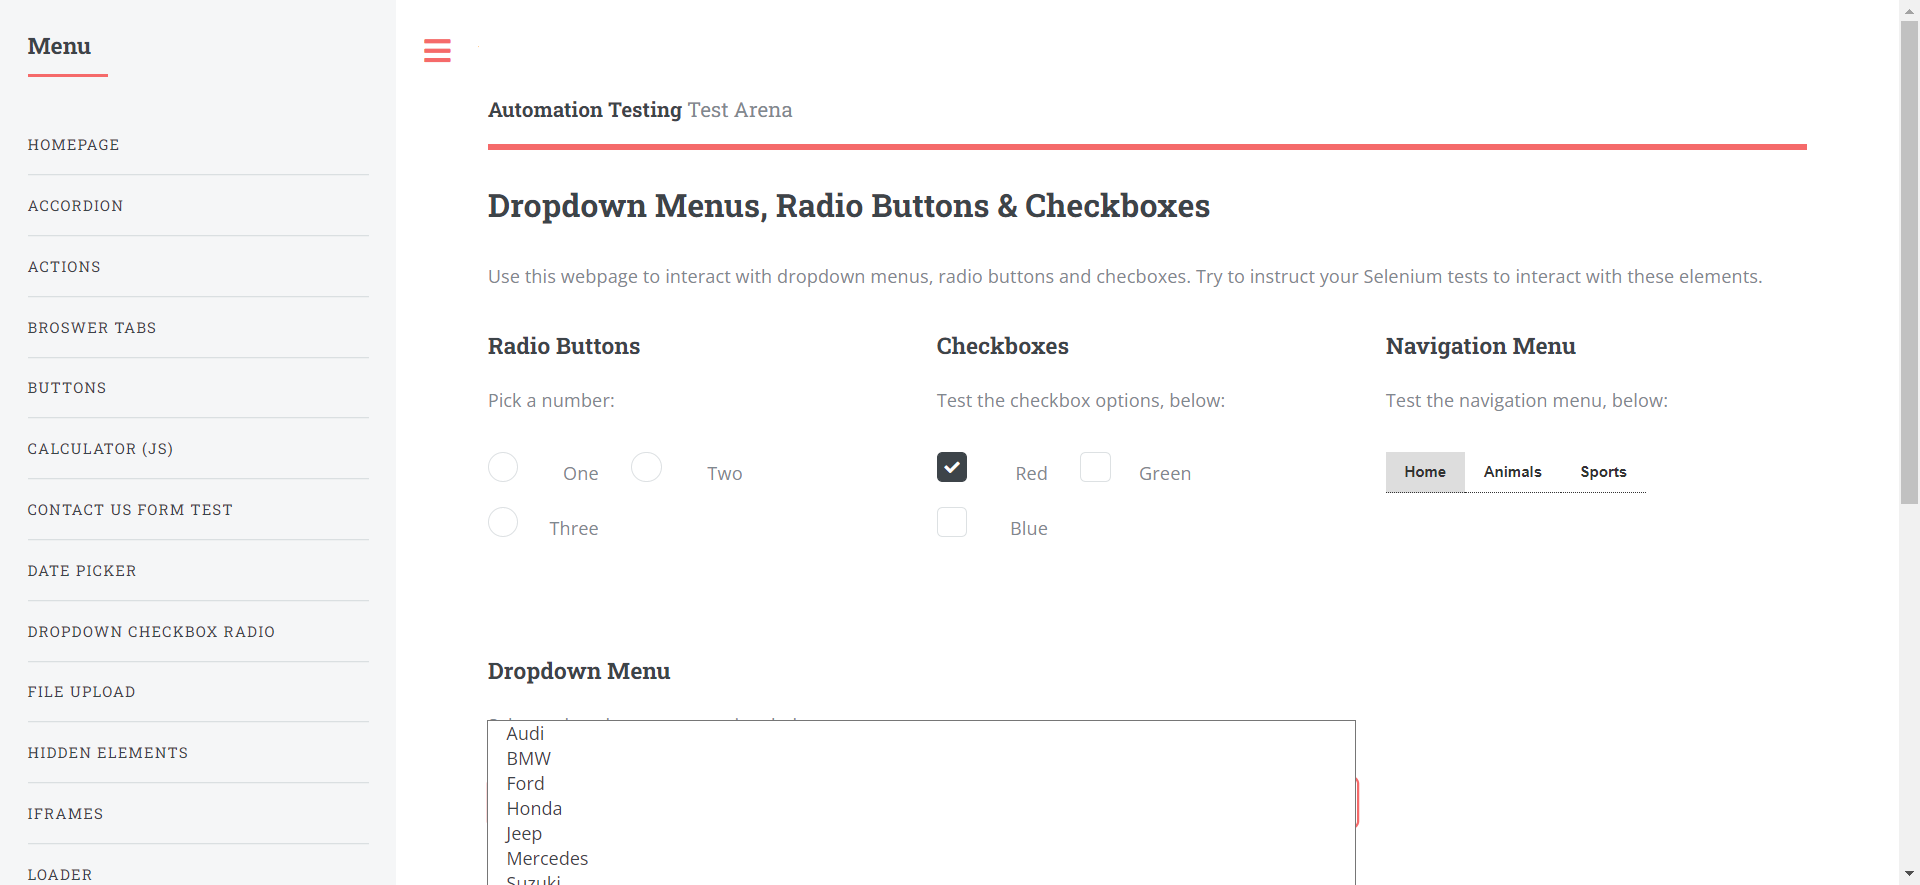 Menu
HOMEPAGE
ACCORDION
ACTIONS
BROSWER TABS
BUTTONS
CALCULATOR (JS)
CONTACT US FORM TEST
DATE PICKER
DROPDOWN CHECKBOX RADIO
FILE UPLOAD
HIDDEN ELEMENTS
IFRAMES
LOADER
Automation Testing Test Arena
Dropdown Menus, Radio Buttons & Checkboxes
Use this webpage to interact with dropdown menus, radio buttons and checboxes. Try to instruct your Selenium tests to interact with these elements.
Radio Buttons
Pick a number:
One Two
Three
Checkboxes
Test the checkbox options, below:
Red Green
Blue
Navigation Menu
Test the navigation menu, below:
Home Animals Sports
Dropdown Menu
Audi
BMW
Ford
Honda
Jeep
Mercedes
Suzuki